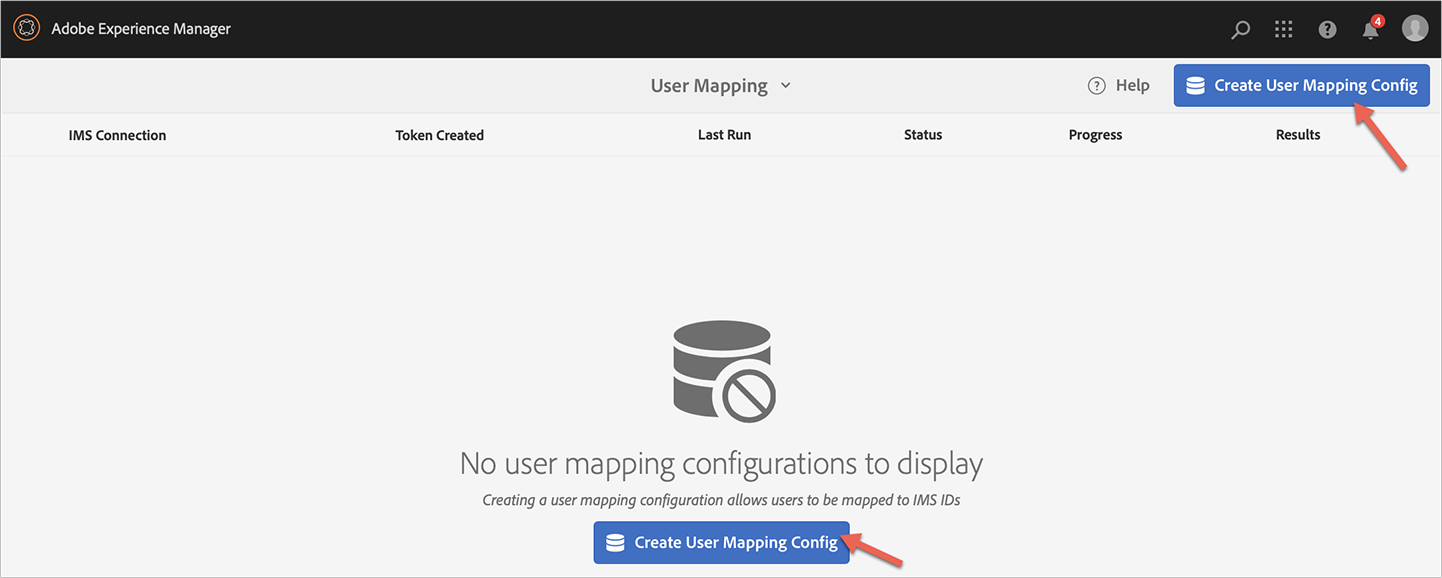 Adobe Experience Manager
4
User Mapping
Help
Create User Mapping Config
IMS Connection Token Created Last Run Status Progress Results
No user mapping configurations to display
Creating a user mapping configuration allows users to be mapped to IMS IDs
Create User Mapping Config